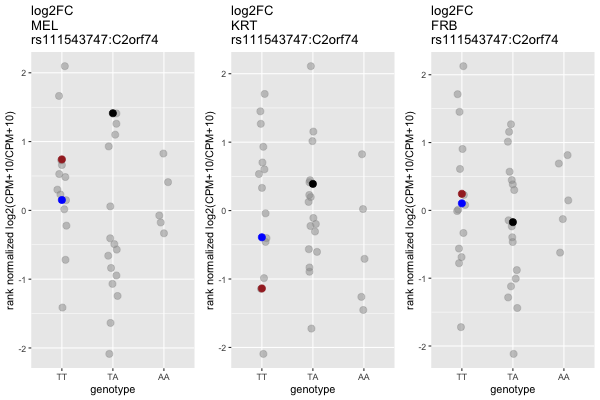 log2FC
MEL
rs111543747:C2orf74
rank normalized log2(CPM+10/CPM+10)
2
1
0
-1
-2
TT
TA
AA
genotype
log2FC
KRT
rs111543747:C2orf74
rank normalized log2(CPM+10/CPM+10)
2
1
0
-1
-2
TT
TA
AA
genotype
log2FC
FRB
rs111543747:C2orf74
rank normalized log2(CPM+10/CPM+10)
2
1
0
-1
-2
TT
TA
AA
genotype